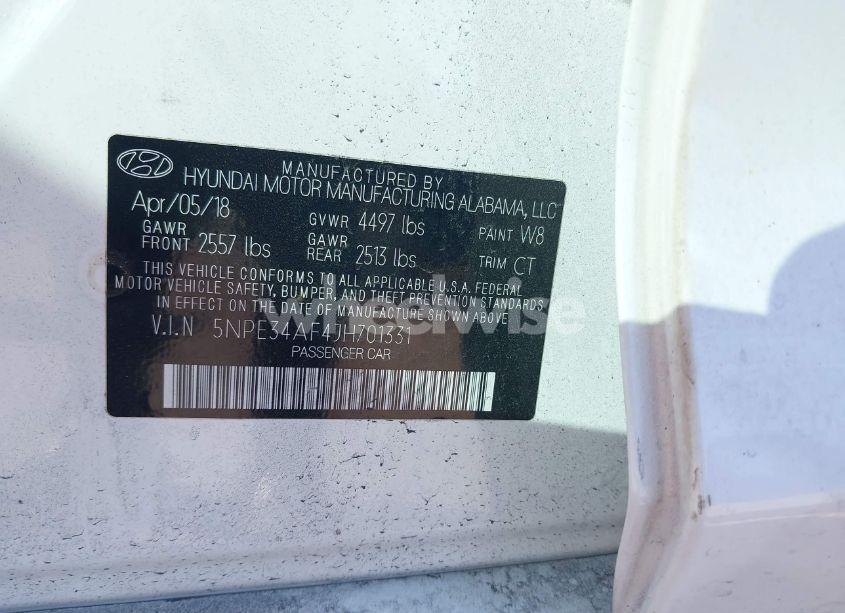 MANUFACTURED BY
HYUNDAI MOTOR MANUFACTURING ALABAMA, LLC
Apr/05/18 GVWR 4497 lbs PAINT W8
GAWR FRONT 2557 lbs GAWR REAR 2513 lbs TRIM CT
THIS VEHICLE CONFORMS TO ALL APPLICABLE U.S.A. FEDERAL
MOTOR VEHICLE SAFETY, BUMPER, AND THEFT PREVENTION STANDARDS
IN EFFECT ON THE DATE OF MANUFACTURE SHOWN ABOVE
V.I.N 5NPE34AF4JH701331
PASSENGER CAR
wheelwise